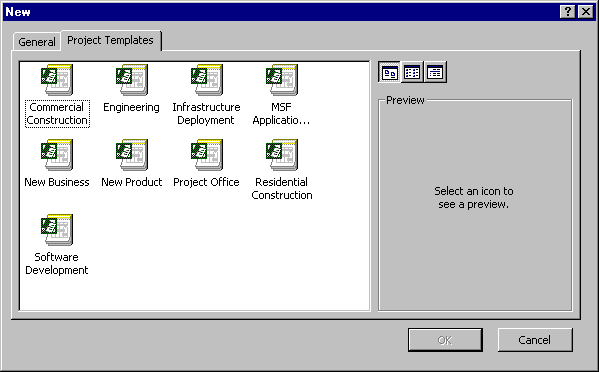 New
General
Project Templates
Commercial
Construction
Engineering
Infrastructure
Deployment
MSF
Applicatio...
New Business
New Product
Project Office
Residential
Construction
Software
Development
Preview
Select an icon to
see a preview.
OK
Cancel